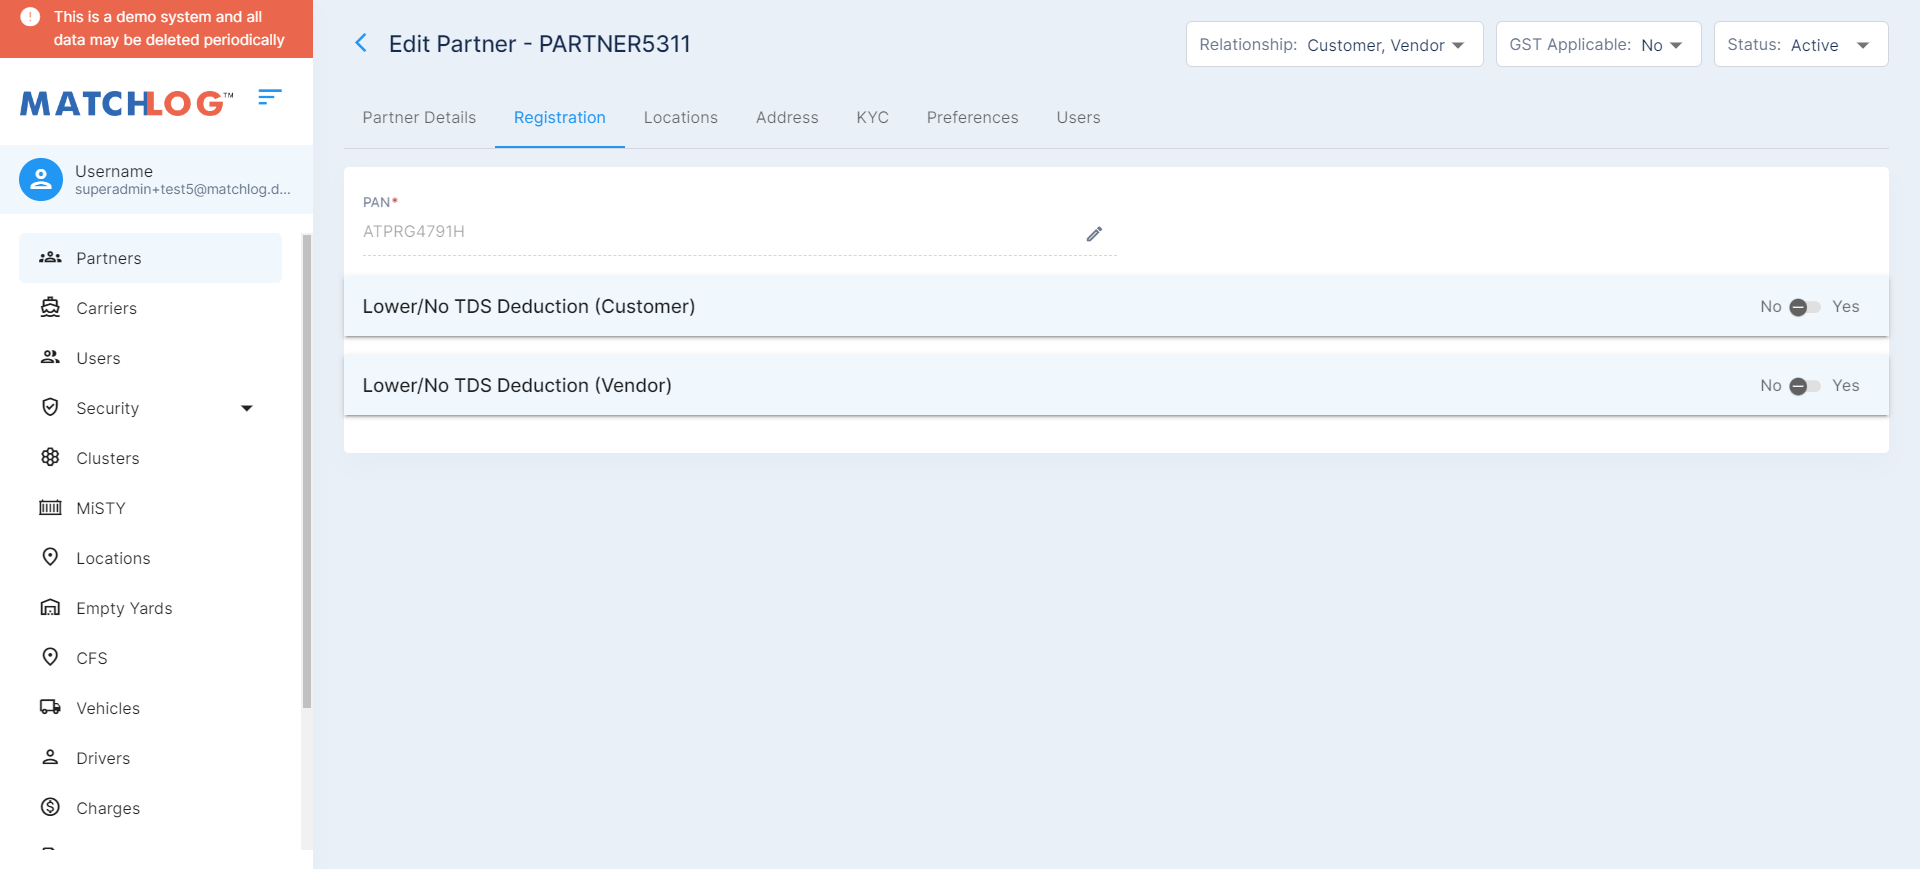 This is a demo system and all
data may be deleted periodically
MATCHLOG™
Username
superadmin+test5@matchlog.d...
Partners
Carriers
Users
Security
Clusters
MiSTY
Locations
Empty Yards
CFS
Vehicles
Drivers
Charges
Edit Partner - PARTNER5311
Relationship: Customer, Vendor
GST Applicable: No
Status: Active
Partner Details
Registration
Locations
Address
KYC
Preferences
Users
PAN*
ATPRG4791H
Lower/No TDS Deduction (Customer)
No Yes
Lower/No TDS Deduction (Vendor)
No Yes